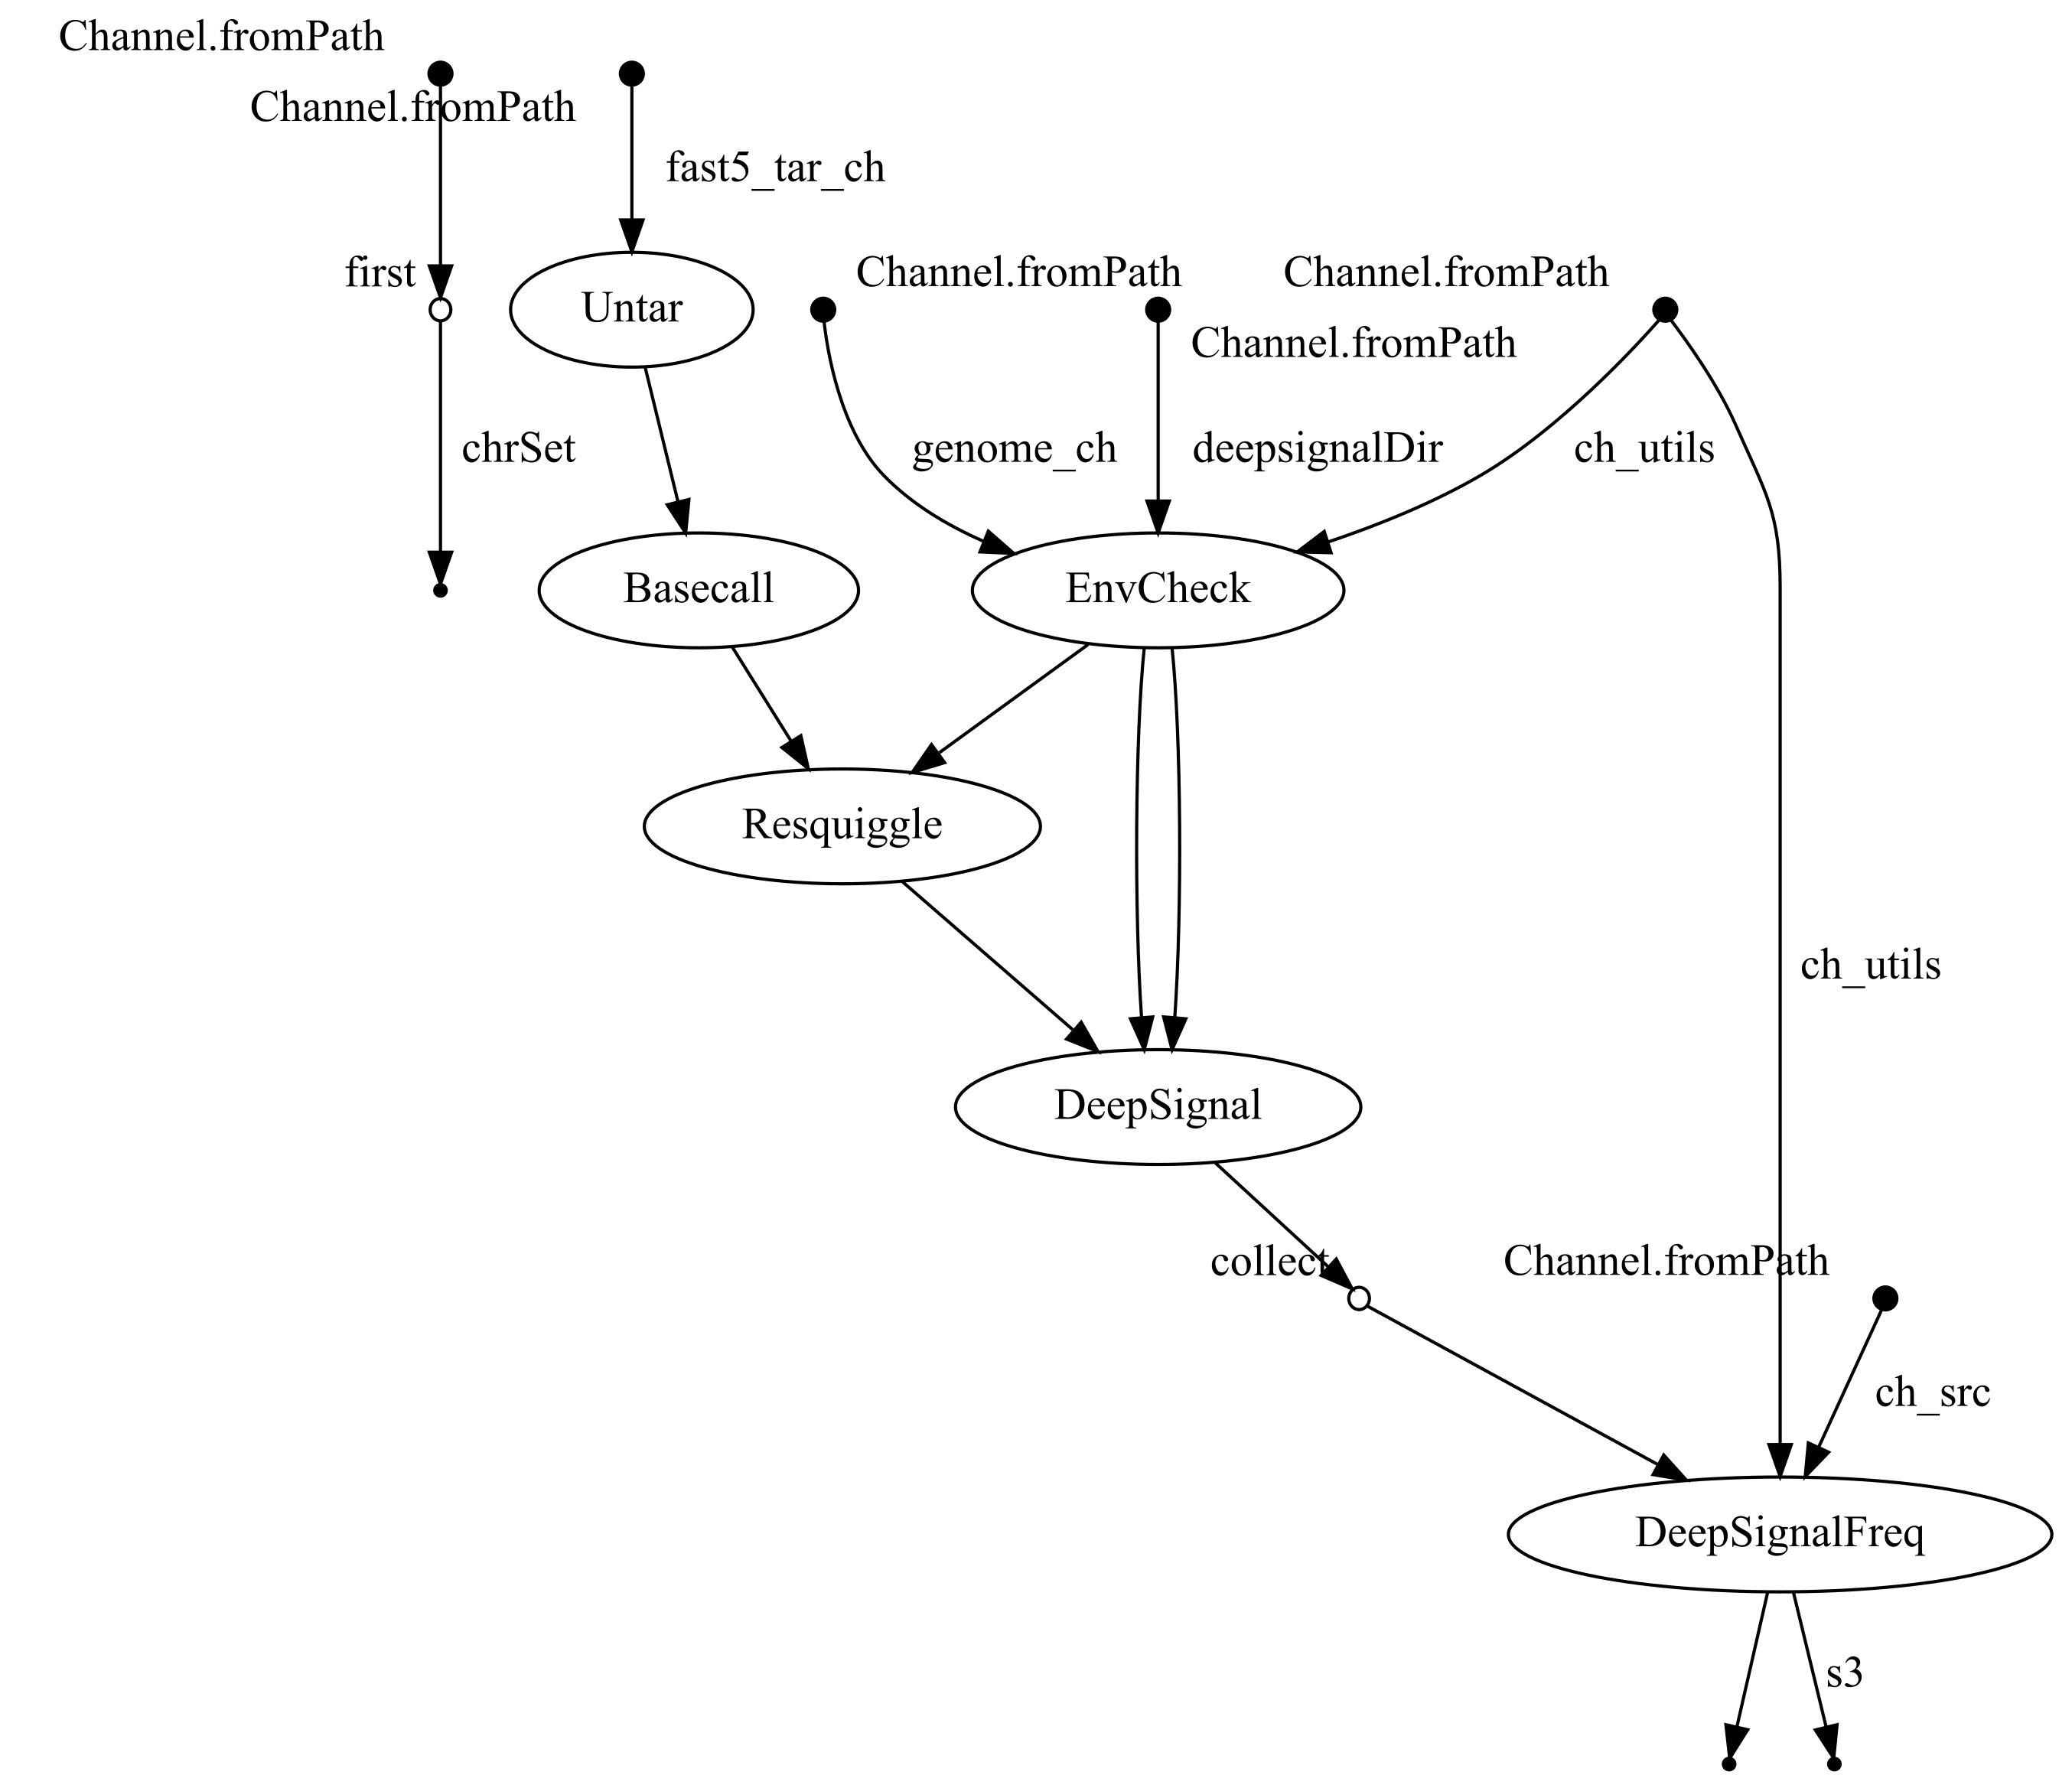 Channel.fromPath
Channel.fromPath
fast5_tar_ch
first
Untar
Channel.fromPath
Channel.fromPath
Channel.fromPath
chrSet
genome_ch
deepsignalDir
ch_utils
Basecall
EnvCheck
Resquiggle
ch_utils
DeepSignal
collect
Channel.fromPath
ch_src
DeepSignalFreq
s3